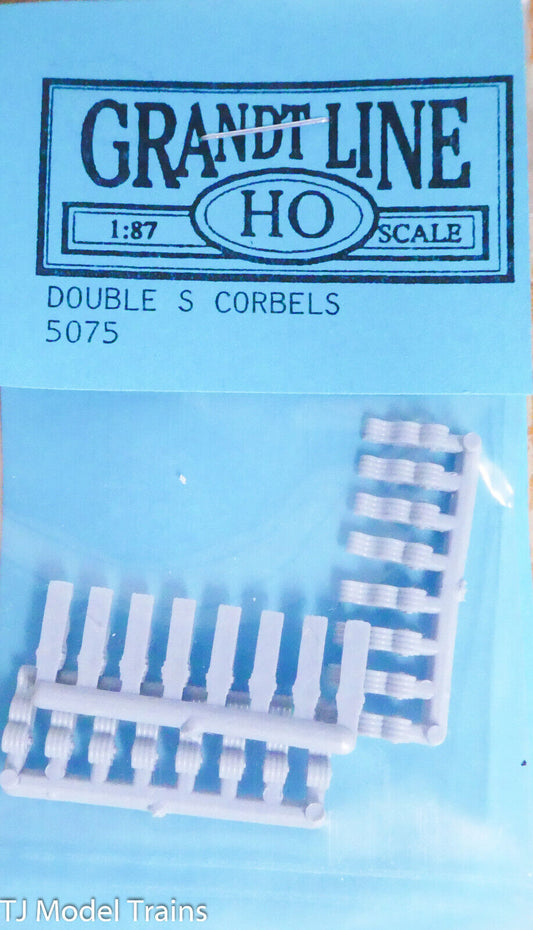 GRANDT LINE
1:87 HO SCALE
DOUBLE S CORBELS
5075
TJ Model Trains